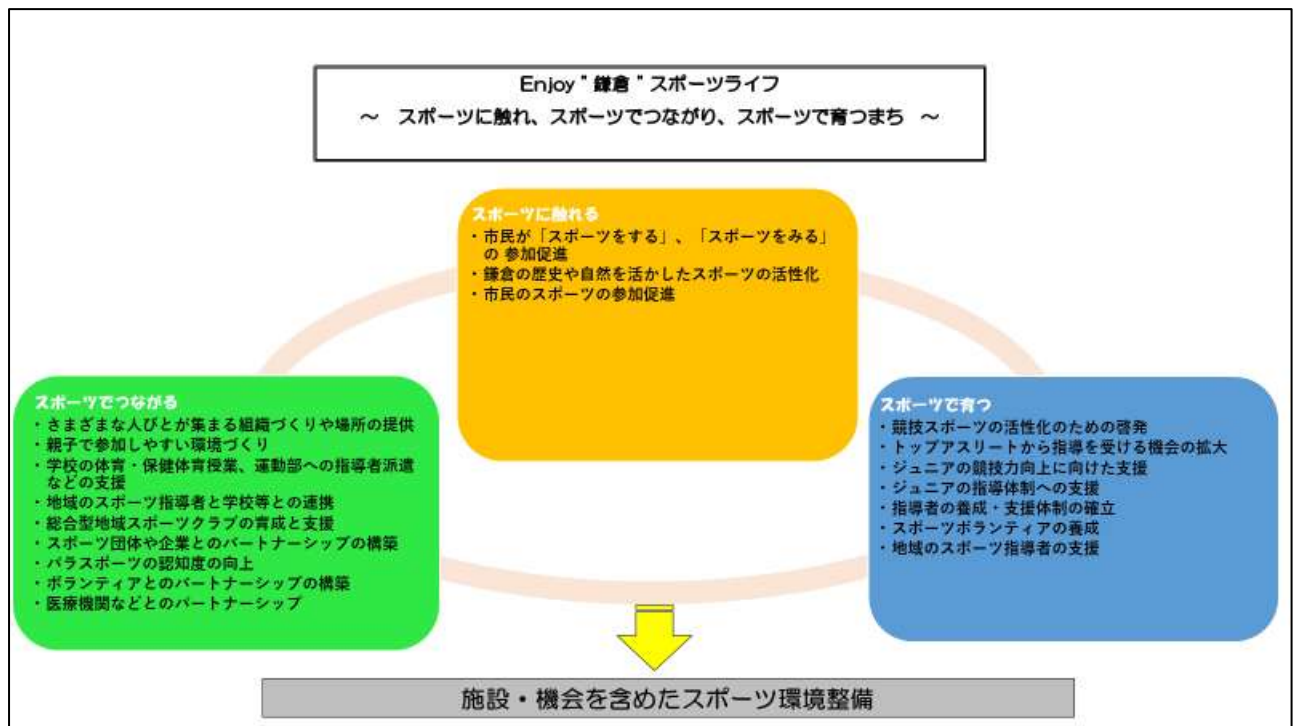 Enjoy "鎌倉"スポーツライフ
～ スポーツに触れ、スポーツでつながり、スポーツで育つまち ～
スポーツに触れる
・市民が「スポーツをする」、「スポーツをみる」
の 参加促進
・鎌倉の歴史や自然を活かしたスポーツの活性化
・市民のスポーツの参加促進
スポーツでつながる
・さまざまな人びとが集まる組織づくりや場所の提供
・親子で参加しやすい環境づくり
・学校の体育・保健体育授業、運動部への指導者派遣
などの支援
・地域のスポーツ指導者と学校等との連携
・総合型地域スポーツクラブの育成と支援
・スポーツ団体や企業とのパートナーシップの構築
・パラスポーツの認知度の向上
・ボランティアとのパートナーシップの構築
・医療機関などとのパートナーシップ
スポーツで育つ
・競技スポーツの活性化のための啓発
・トップアスリートから指導を受ける機会の拡大
・ジュニアの競技力向上に向けた支援
・ジュニアの指導体制への支援
・指導者の養成・支援体制の確立
・スポーツボランティアの養成
・地域のスポーツ指導者の支援
施設・機会を含めたスポーツ環境整備